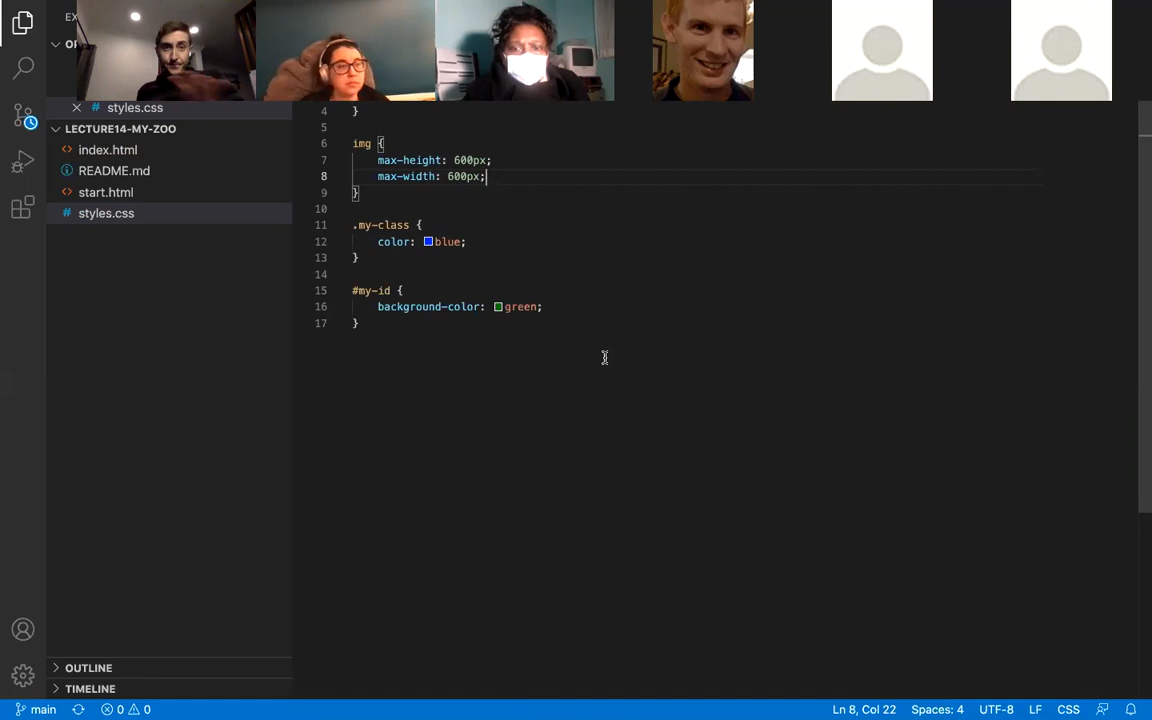 EX
OP
styles.css
LECTURE14-MY-ZOO
index.html
README.md
start.html
styles.css
4 }
5
6 img {
7 max-height: 600px;
8 max-width: 600px;
9 }
10
11 .my-class {
12 color: blue;
13 }
14
15 #my-id {
16 background-color: green;
17 }
OUTLINE
TIMELINE
main 0 0 Ln 8, Col 22 Spaces: 4 UTF-8 LF CSS